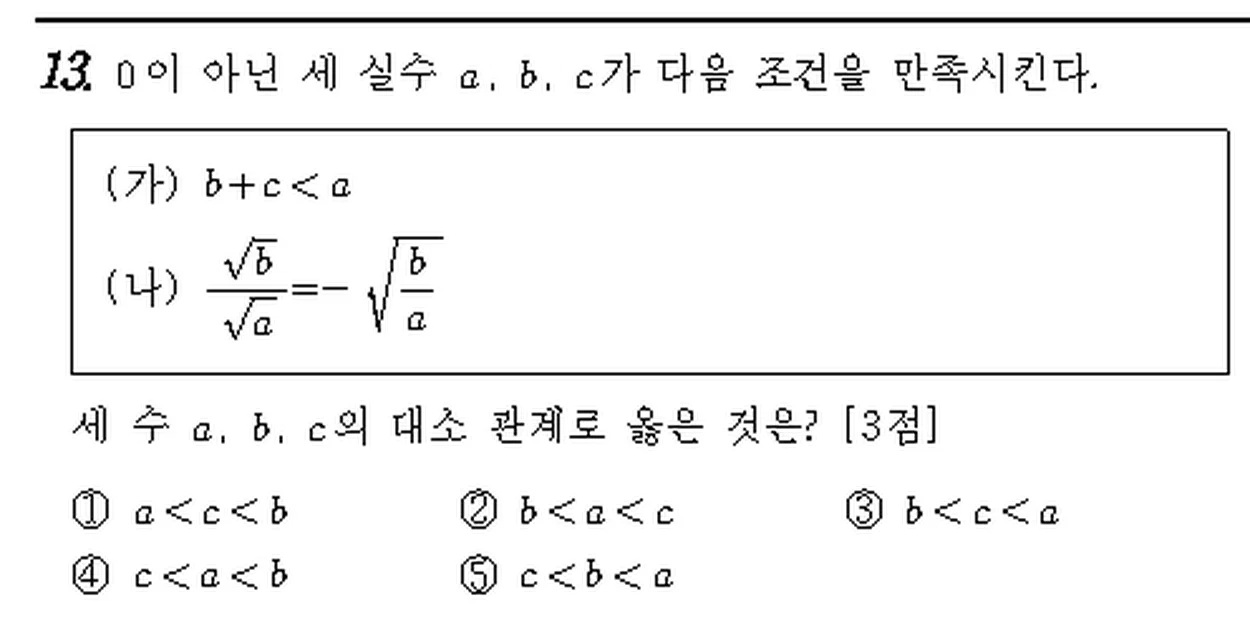 13. 0이 아닌 세 실수 a, b, c가 다음 조건을 만족시킨다.
(가) b+c<a
(나) √b/√a=-√(b/a)
세 수 a, b, c의 대소 관계로 옳은 것은? [3점]
① a<c<b ② b<a<c ③ b<c<a
④ c<a<b ⑤ c<b<a